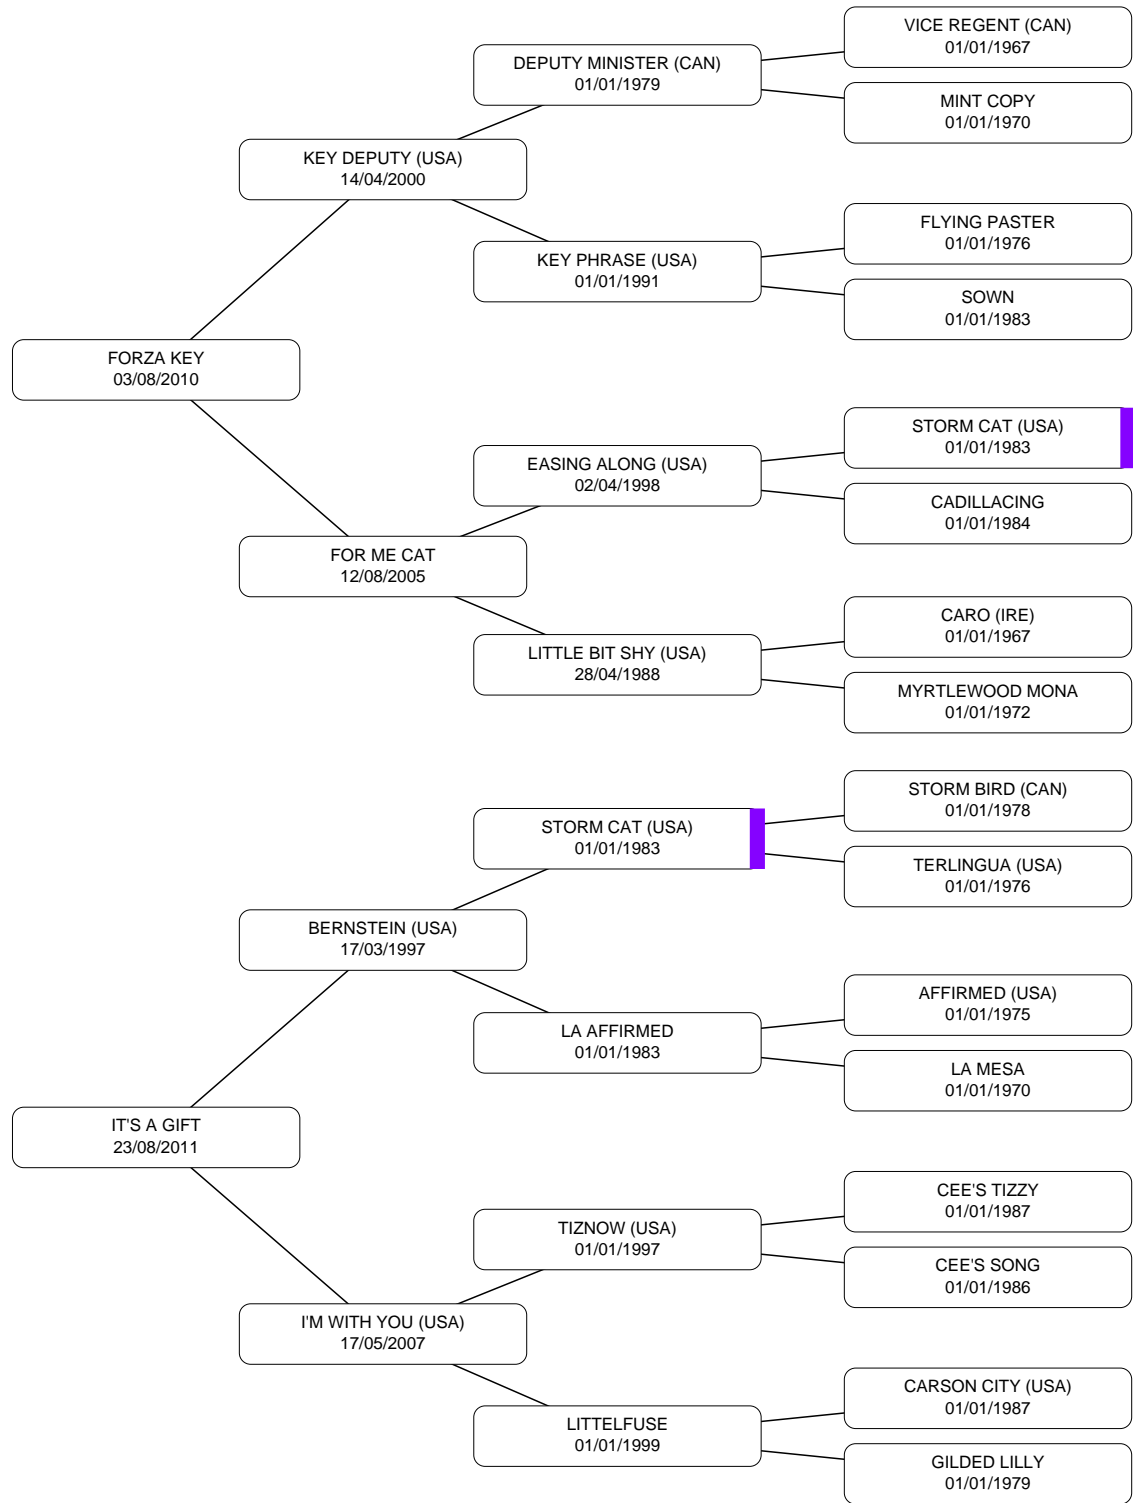 VICE REGENT (CAN)
01/01/1967
DEPUTY MINISTER (CAN)
01/01/1979
MINT COPY
01/01/1970
KEY DEPUTY (USA)
14/04/2000
FLYING PASTER
01/01/1976
KEY PHRASE (USA)
01/01/1991
SOWN
01/01/1983
FORZA KEY
03/08/2010
STORM CAT (USA)
01/01/1983
EASING ALONG (USA)
02/04/1998
CADILLACING
01/01/1984
FOR ME CAT
12/08/2005
CARO (IRE)
01/01/1967
LITTLE BIT SHY (USA)
28/04/1988
MYRTLEWOOD MONA
01/01/1972
STORM BIRD (CAN)
01/01/1978
STORM CAT (USA)
01/01/1983
TERLINGUA (USA)
01/01/1976
BERNSTEIN (USA)
17/03/1997
AFFIRMED (USA)
01/01/1975
LA AFFIRMED
01/01/1983
LA MESA
01/01/1970
IT'S A GIFT
23/08/2011
CEE'S TIZZY
01/01/1987
TIZNOW (USA)
01/01/1997
CEE'S SONG
01/01/1986
I'M WITH YOU (USA)
17/05/2007
CARSON CITY (USA)
01/01/1987
LITTELFUSE
01/01/1999
GILDED LILLY
01/01/1979